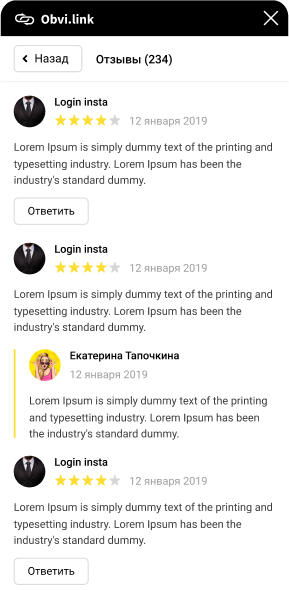 Obvi.link
Назад
Отзывы (234)
Login insta
12 января 2019
Lorem Ipsum is simply dummy text of the printing and
typesetting industry. Lorem Ipsum has been the
industry's standard dummy.
Ответить
Login insta
12 января 2019
Lorem Ipsum is simply dummy text of the printing and
typesetting industry. Lorem Ipsum has been the
industry's standard dummy.
Екатерина Тапочкина
12 января 2019
Lorem Ipsum is simply dummy text of the printing
and typesetting industry. Lorem Ipsum has been
the industry's standard dummy.
Login insta
12 января 2019
Lorem Ipsum is simply dummy text of the printing and
typesetting industry. Lorem Ipsum has been the
industry's standard dummy.
Ответить